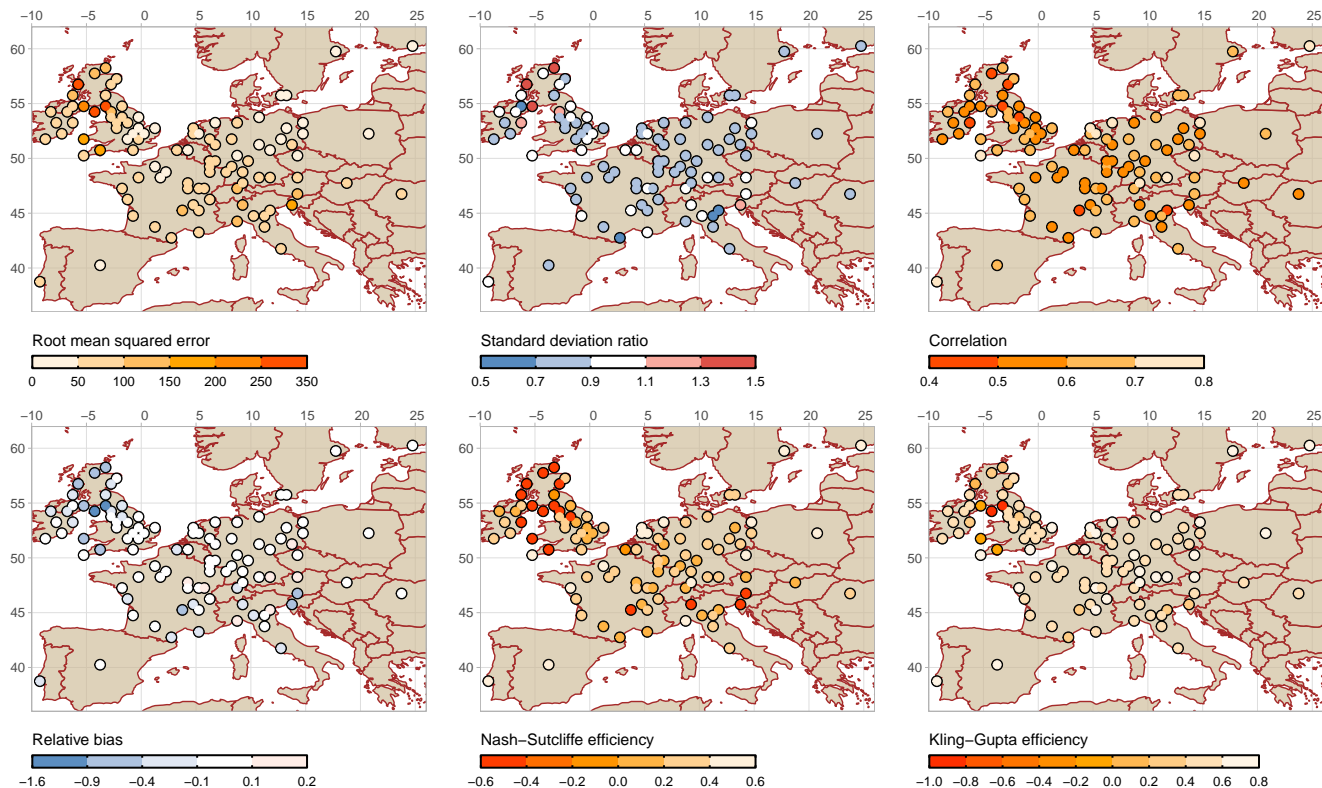 −10 −5 0 5 10 15 20 25
−10 −5 0 5 10 15 20 25
−10 −5 0 5 10 15 20 25
60 60 60
55 55 55
50 50 50
45 45 45
40 40 40
Root mean squared error
0 50 100 150 200 250 350
Standard deviation ratio
0.5 0.7 0.9 1.1 1.3 1.5
Correlation
0.4 0.5 0.6 0.7 0.8
−10 −5 0 5 10 15 20 25
−10 −5 0 5 10 15 20 25
−10 −5 0 5 10 15 20 25
60 60 60
55 55 55
50 50 50
45 45 45
40 40 40
Relative bias
−1.6 −0.9 −0.4 −0.1 0.1 0.2
Nash−Sutcliffe efficiency
−0.6 −0.4 −0.2 0.0 0.2 0.4 0.6
Kling−Gupta efficiency
−1.0 −0.8 −0.6 −0.4 −0.2 0.0 0.2 0.4 0.8